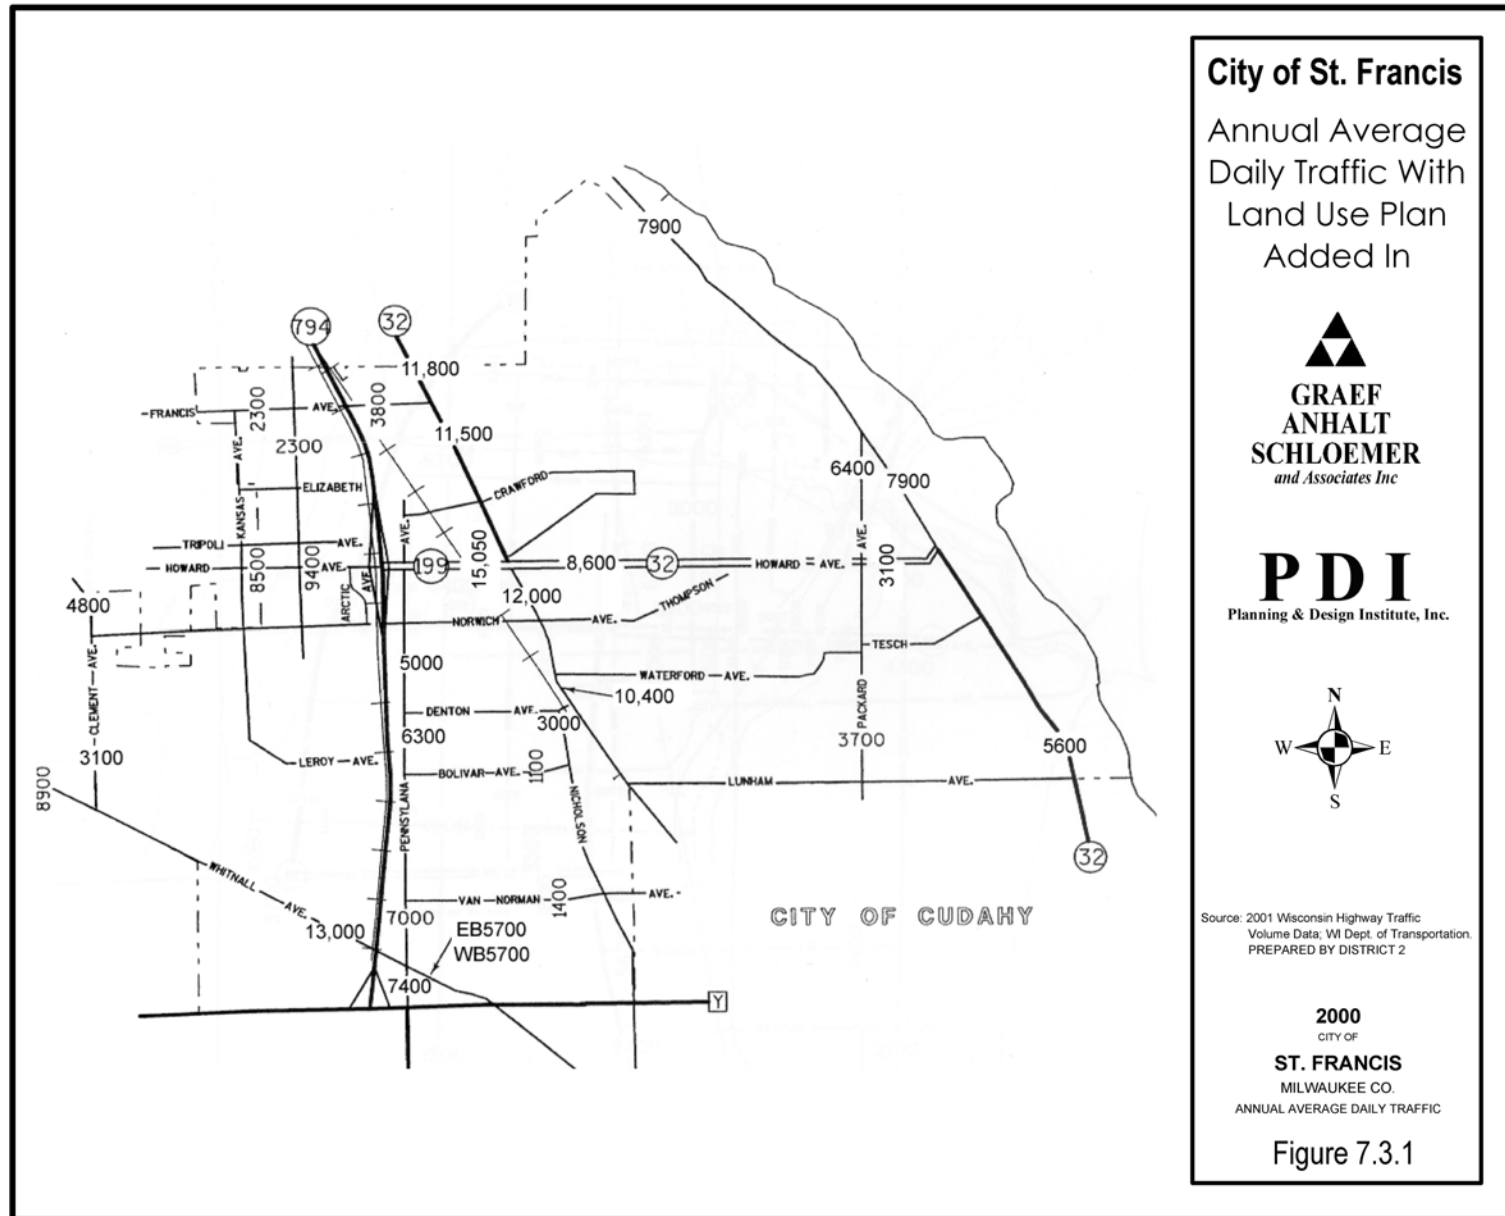 City of St. Francis
Annual Average
Daily Traffic With
Land Use Plan
Added In
GRAEF
ANHALT
SCHLOEMER
and Associates Inc
PDI
Planning & Design Institute, Inc.
N
W E
S
Source: 2001 Wisconsin Highway Traffic
Volume Data; WI Dept. of Transportation.
PREPARED BY DISTRICT 2
2000
CITY OF
ST. FRANCIS
MILWAUKEE CO.
ANNUAL AVERAGE DAILY TRAFFIC
Figure 7.3.1
7900
794
32
11,800
FRANCIS AVE.
2300
3800
11,500
2300
KANSAS AVE.
ELIZABETH
CRAWFORD
6400
7900
TRIPOLI AVE.
HOWARD AVE.
8500
9400
ARCTIC AVE.
AVE.
199
15,050
8,600
32
HOWARD AVE.
AVE.
3100
4800
12,000
THOMPSON
NORWICH AVE.
CLEMENT AVE.
5000
TESCH
WATERFORD AVE.
10,400
PACKARD
DENTON AVE.
3000
6300
3700
5600
3100
LEROY AVE.
BOLIVAR AVE.
1100
LUNHAM AVE.
8900
PENNSYLANA
NICHOLSON
32
WHITNALL AVE.
VAN NORMAN AVE.
1400
13,000
7000
EB5700
WB5700
7400
CITY OF CUDAHY
Y